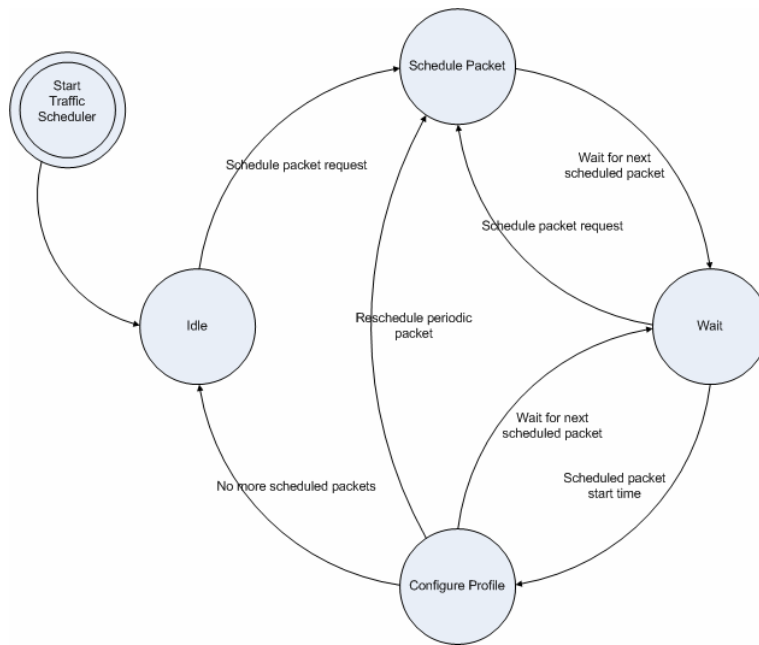 Start
Traffic
Scheduler
Schedule Packet
Schedule packet request
Wait for next
scheduled packet
Schedule packet request
Idle
Reschedule periodic
packet
Wait
Wait for next
scheduled packet
No more scheduled packets
Scheduled packet
start time
Configure Profile